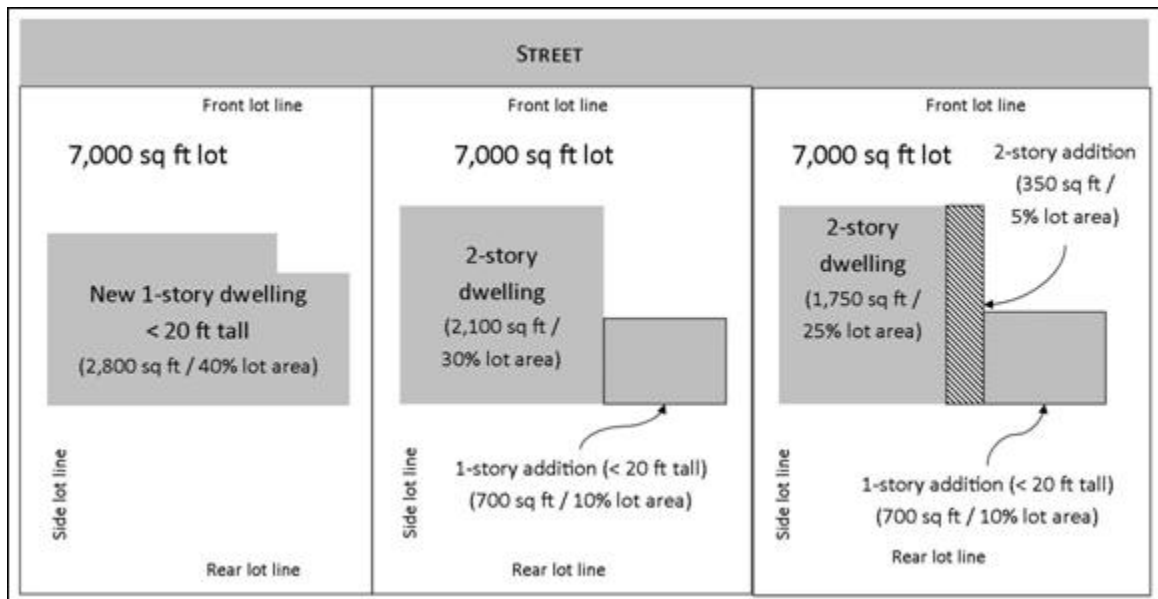 STREET
Front lot line
7,000 sq ft lot
New 1-story dwelling
< 20 ft tall
(2,800 sq ft / 40% lot area)
Side lot line
Rear lot line
Front lot line
7,000 sq ft lot
2-story
dwelling
(2,100 sq ft /
30% lot area)
1-story addition (< 20 ft tall)
(700 sq ft / 10% lot area)
Side lot line
Rear lot line
Front lot line
7,000 sq ft lot
2-story addition
(350 sq ft /
5% lot area)
2-story
dwelling
(1,750 sq ft /
25% lot area)
1-story addition (< 20 ft tall)
(700 sq ft / 10% lot area)
Side lot line
Rear lot line